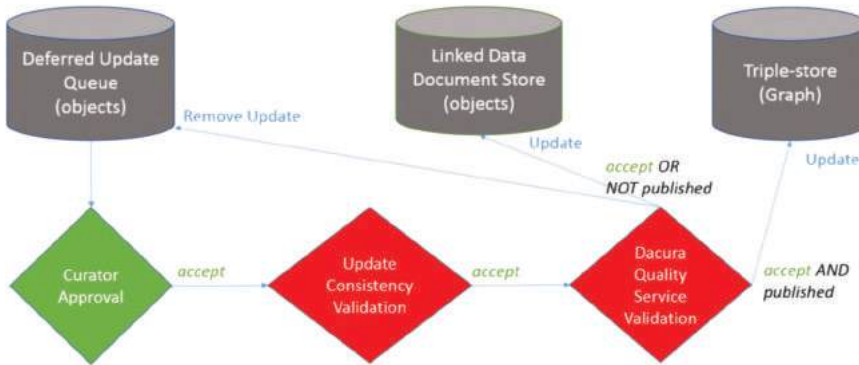 Deferred Update
Queue
(objects)
Linked Data
Document Store
(objects)
Triple-store
(Graph)
Remove Update
Update
accept OR
NOT published
Update
Curator
Approval
accept
Update
Consistency
Validation
accept
Dacura
Quality
Service
Validation
accept AND
published